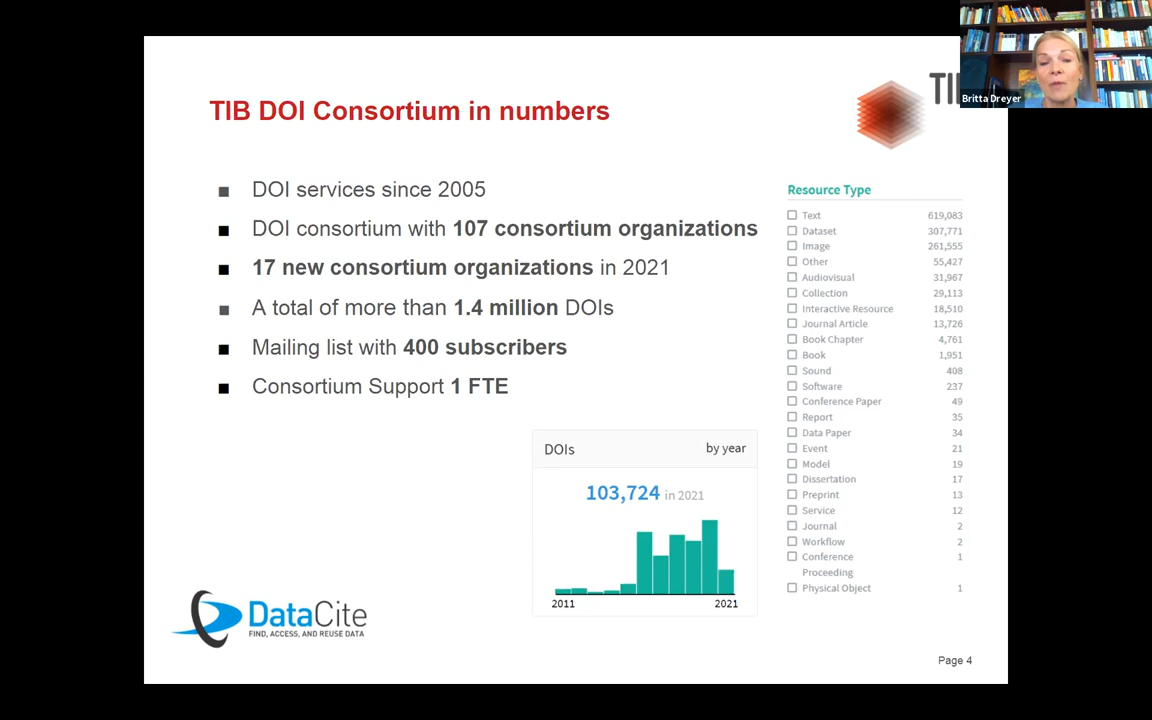 TIB DOI Consortium in numbers
Britta Dreyer
DOI services since 2005
DOI consortium with 107 consortium organizations
17 new consortium organizations in 2021
A total of more than 1.4 million DOIs
Mailing list with 400 subscribers
Consortium Support 1 FTE
Resource Type
Text 619,083
Dataset 307,771
Image 261,555
Other 55,427
Audiovisual 31,967
Collection 29,113
Interactive Resource 18,510
Journal Article 13,726
Book Chapter 4,761
Book 1,951
Sound 408
Software 237
Conference Paper 49
Report 35
Data Paper 34
Event 21
Model 19
Dissertation 17
Preprint 13
Service 12
Journal 2
Workflow 2
Conference 1
Proceeding
Physical Object 1
DOIs by year
103,724 in 2021
2011 2021
DataCite
FIND, ACCESS, AND REUSE DATA
Page 4